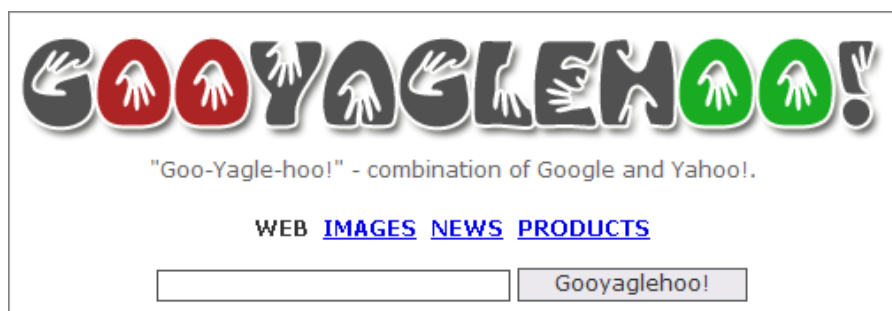 GOOYAGLEHOO!
"Goo-Yagle-hoo!" - combination of Google and Yahoo!.
WEB IMAGES NEWS PRODUCTS
Gooyaglehoo!